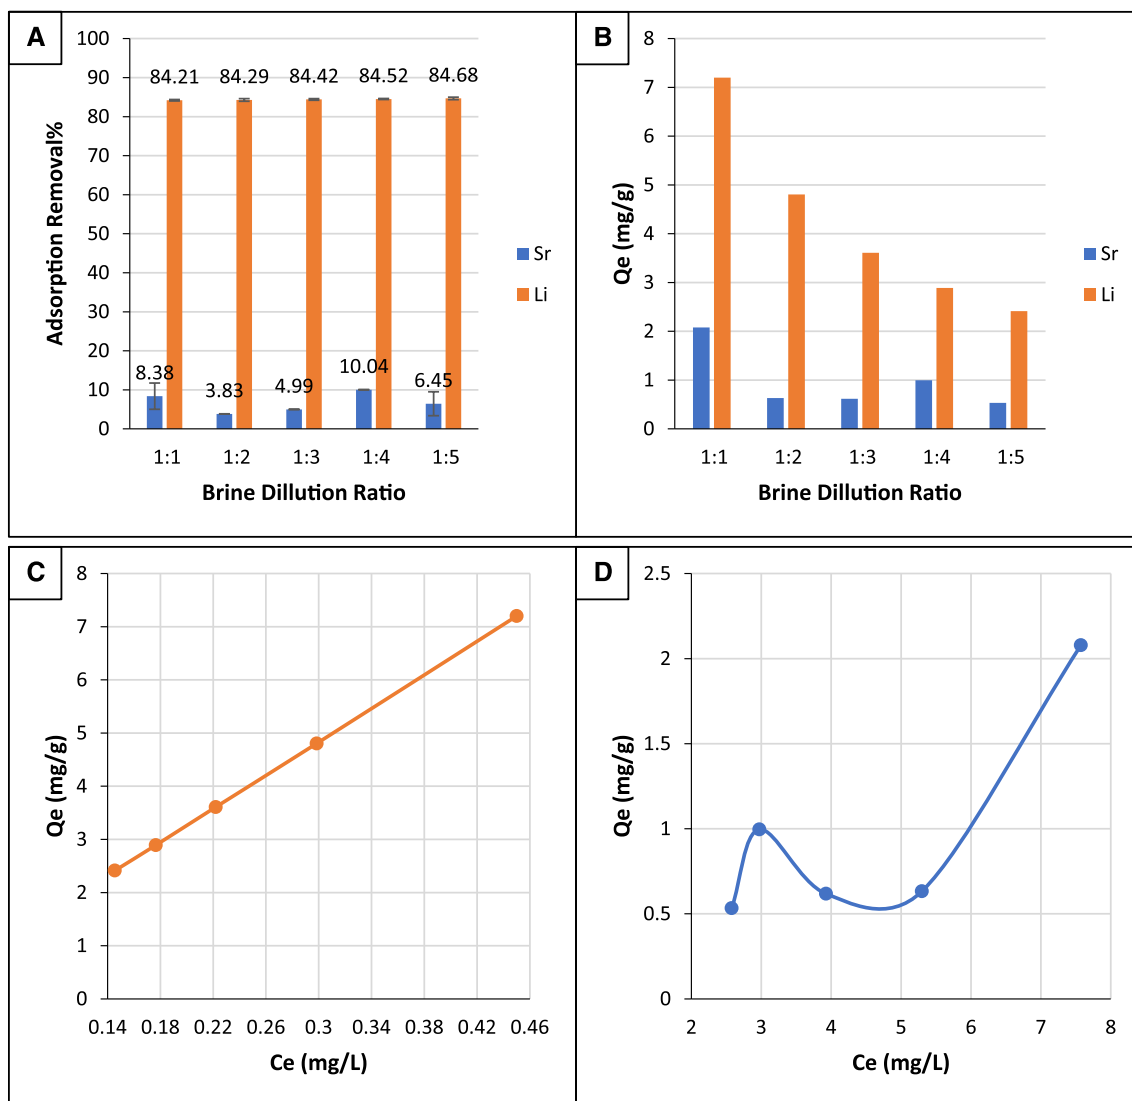 A
100
90
80
70
60
50
40
30
20
10
0
Adsorption Removal%
84.21 84.29 84.42 84.52 84.68
8.38 3.83 4.99 10.04 6.45
1:1 1:2 1:3 1:4 1:5
Brine Dillution Ratio
Sr
Li
B
8
7
6
5
4
3
2
1
0
Qe (mg/g)
1:1 1:2 1:3 1:4 1:5
Brine Dillution Ratio
Sr
Li
C
8
7
6
5
4
3
2
1
0
Qe (mg/g)
0.14 0.18 0.22 0.26 0.3 0.34 0.38 0.42 0.46
Ce (mg/L)
D
2.5
2
1.5
1
0.5
0
Qe (mg/g)
2 3 4 5 6 7 8
Ce (mg/L)